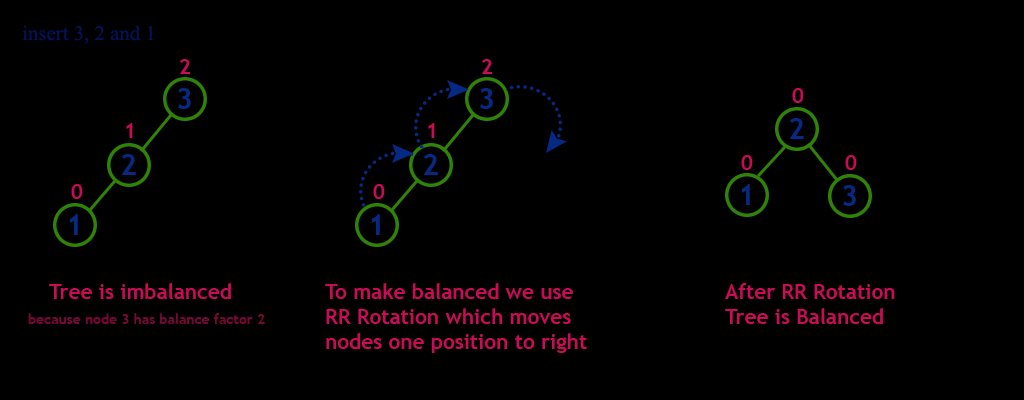 insert 3, 2 and 1
2
3
1
2
0
1
Tree is imbalanced
because node 3 has balance factor 2
2
3
1
2
0
1
To make balanced we use
RR Rotation which moves
nodes one position to right
0
2
0
0
1
3
After RR Rotation
Tree is Balanced